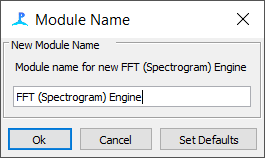 Module Name
New Module Name
Module name for new FFT (Spectrogram) Engine
FFT (Spectrogram) Engine
Ok
Cancel
Set Defaults